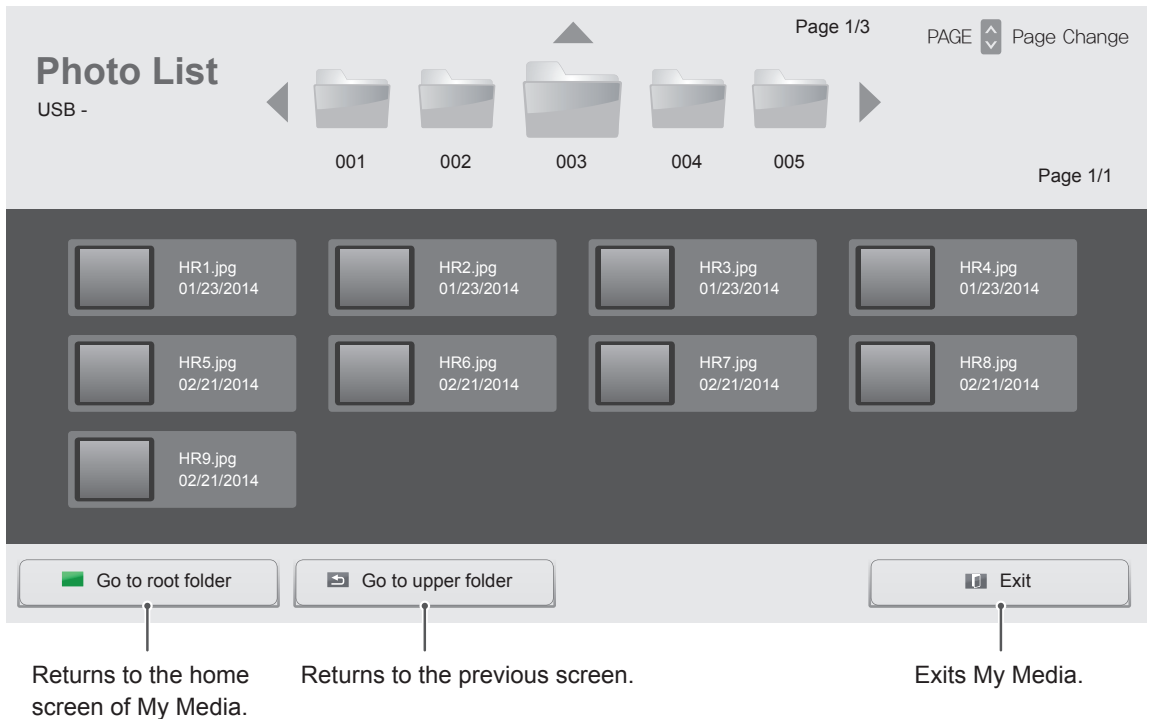 Page 1/3
PAGE Page Change
Photo List
USB -
001 002 003 004 005
Page 1/1
HR1.jpg
01/23/2014
HR2.jpg
01/23/2014
HR3.jpg
01/23/2014
HR4.jpg
01/23/2014
HR5.jpg
02/21/2014
HR6.jpg
02/21/2014
HR7.jpg
02/21/2014
HR8.jpg
02/21/2014
HR9.jpg
02/21/2014
Go to root folder
Go to upper folder
Exit
Returns to the home
screen of My Media.
Returns to the previous screen.
Exits My Media.